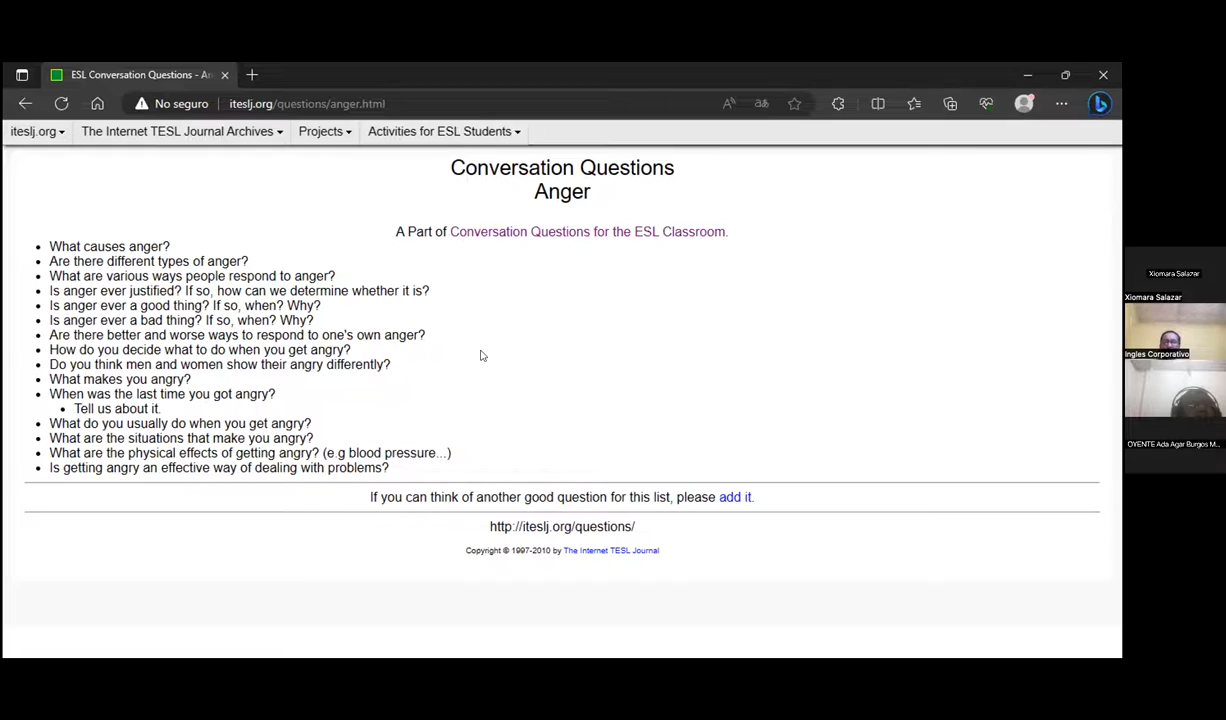 ESL Conversation Questions - An
No seguro
iteslj.org/questions/anger.html
iteslj.org
The Internet TESL Journal Archives
Projects
Activities for ESL Students
Conversation Questions
Anger
A Part of Conversation Questions for the ESL Classroom.
What causes anger?
Are there different types of anger?
What are various ways people respond to anger?
Is anger ever justified? If so, how can we determine whether it is?
Is anger ever a good thing? If so, when? Why?
Is anger ever a bad thing? If so, when? Why?
Are there better and worse ways to respond to one's own anger?
How do you decide what to do when you get angry?
Do you think men and women show their angry differently?
What makes you angry?
When was the last time you got angry?
Tell us about it.
What do you usually do when you get angry?
What are the situations that make you angry?
What are the physical effects of getting angry? (e.g blood pressure...)
Is getting angry an effective way of dealing with problems?
If you can think of another good question for this list, please add it.
http://iteslj.org/questions/
Copyright © 1997-2010 by The Internet TESL Journal
Xiomara Salazar
Xiomara Salazar
Ingles Corporativo
OYENTE Ada Agar Burgos M...